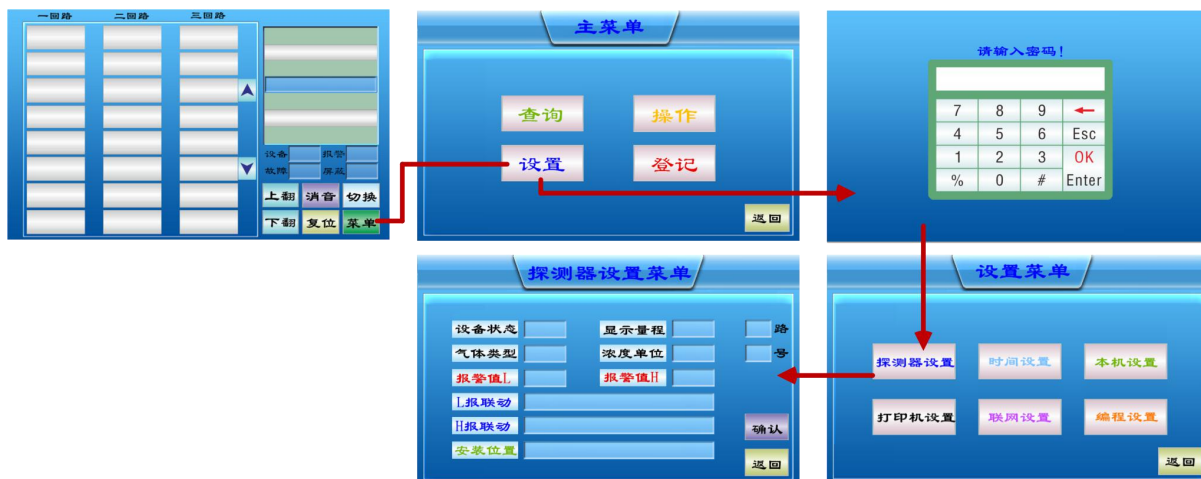 一回路 二回路 三回路
设备 报警
故障 屏蔽
上翻 消音 切换
下翻 复位 菜单
主菜单
查询 操作
设置 登记
返回
请输入密码!
7 8 9 ←
4 5 6 Esc
1 2 3 OK
% 0 # Enter
探测器设置菜单
设备状态 显示量程 路
气体类型 浓度单位 号
报警值L 报警值H
L报联动
H报联动
安装位置
确认
返回
设置菜单
探测器设置 时间设置 本机设置
打印机设置 联网设置 编程设置
返回